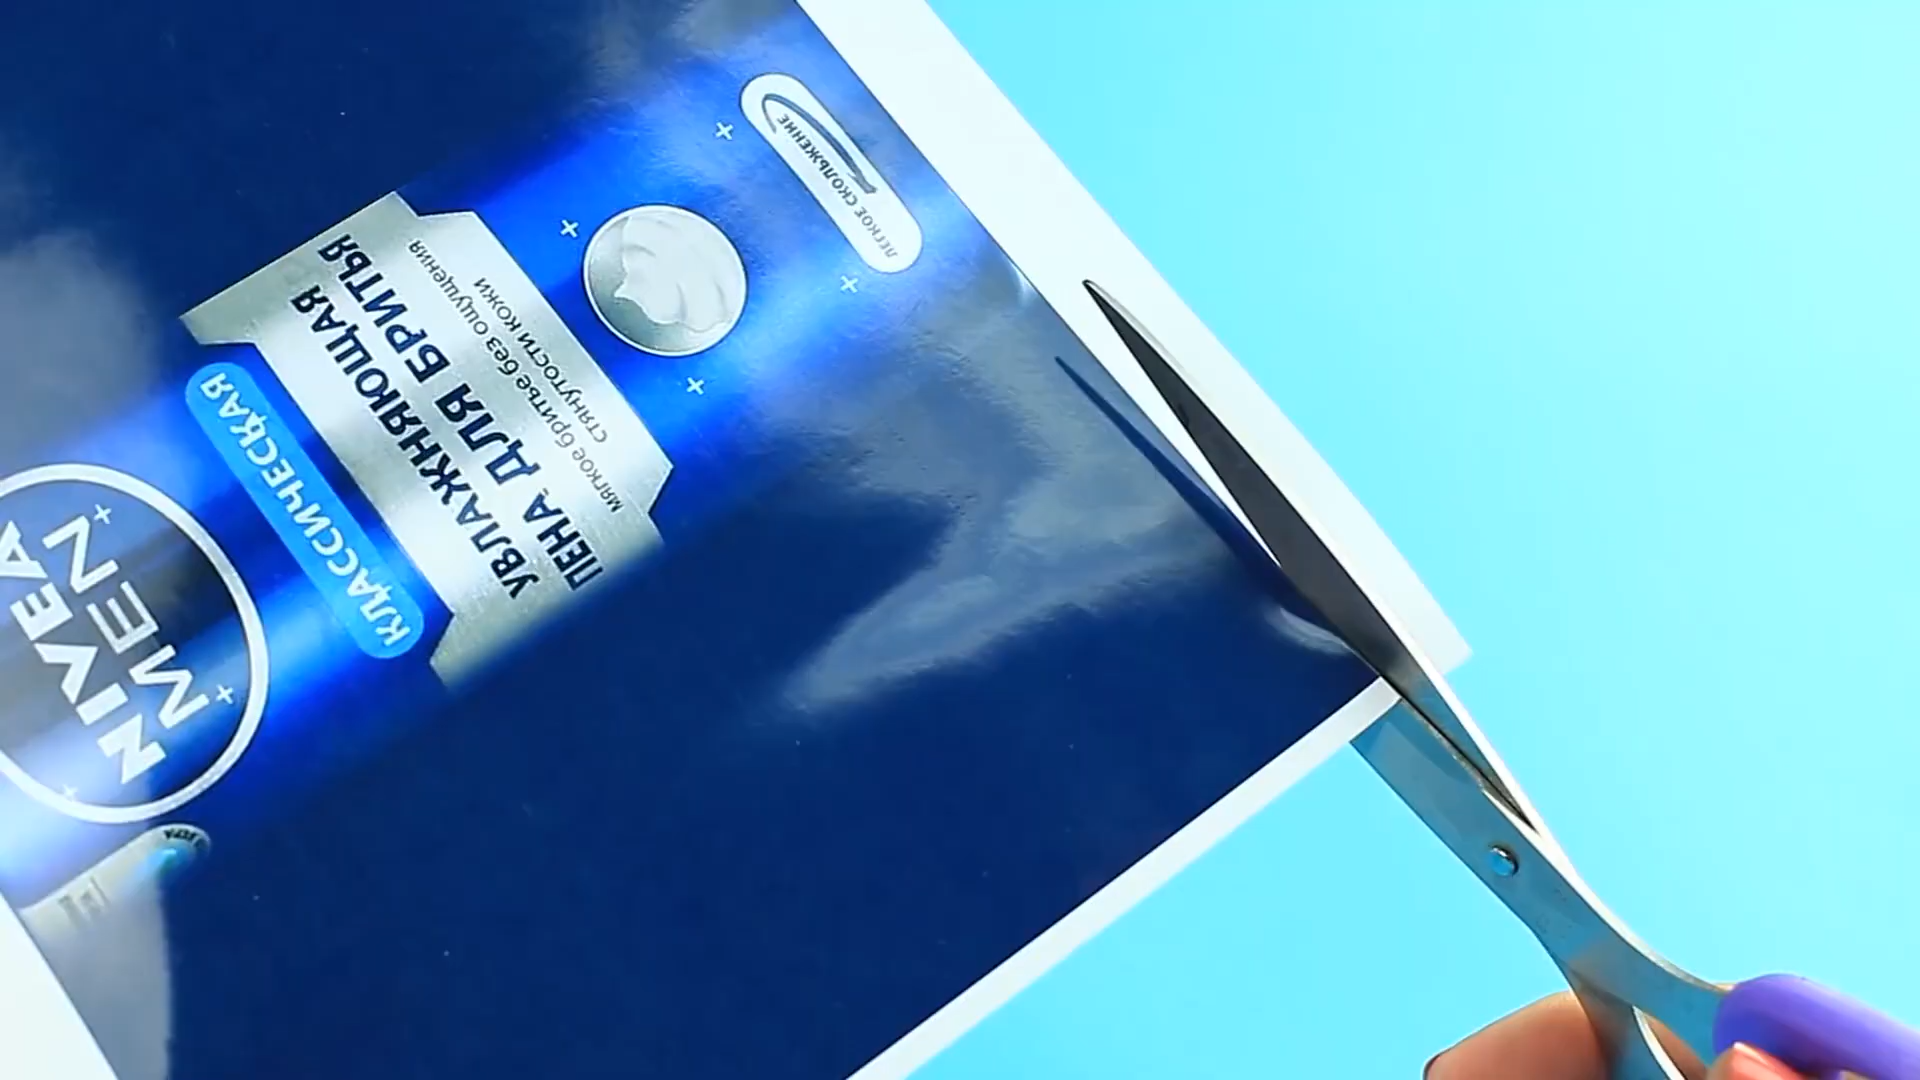 NIVEA
MEN
КЛАССИЧЕСКАЯ
УВЛАЖНЯЮЩАЯ
ПЕНА ДЛЯ БРИТЬЯ
мягкое бритье без ощущения
стянутости кожи
ЛЕГКОЕ СКОЛЬЖЕНИЕ